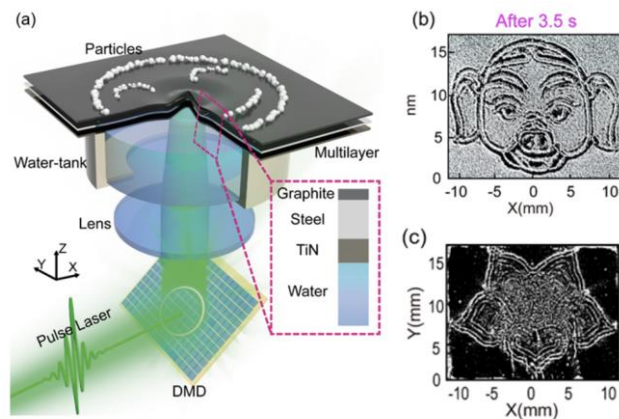 (a)
Particles
Water-tank
Multilayer
Lens
Graphite
Steel
TiN
Water
Z
Y
X
Pulse Laser
DMD
(b)
After 3.5 s
nm
15
10
5
0
-10
-5
0
5
10
X(mm)
(c)
Y(mm)
15
10
5
0
-10
-5
0
5
10
X(mm)